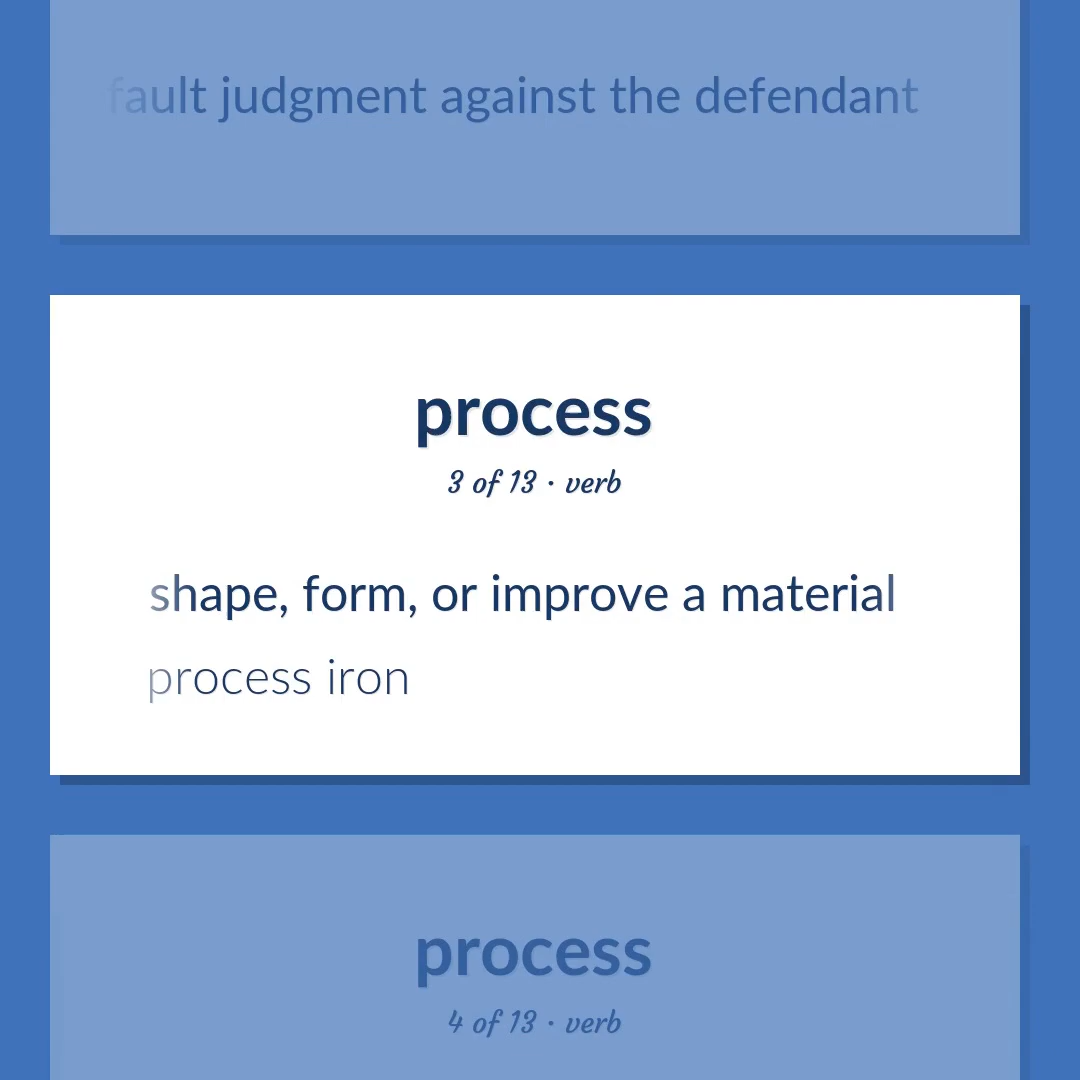 fault judgment against the defendant
process
3 of 13 · verb
shape, form, or improve a material
process iron
process
4 of 13 · verb